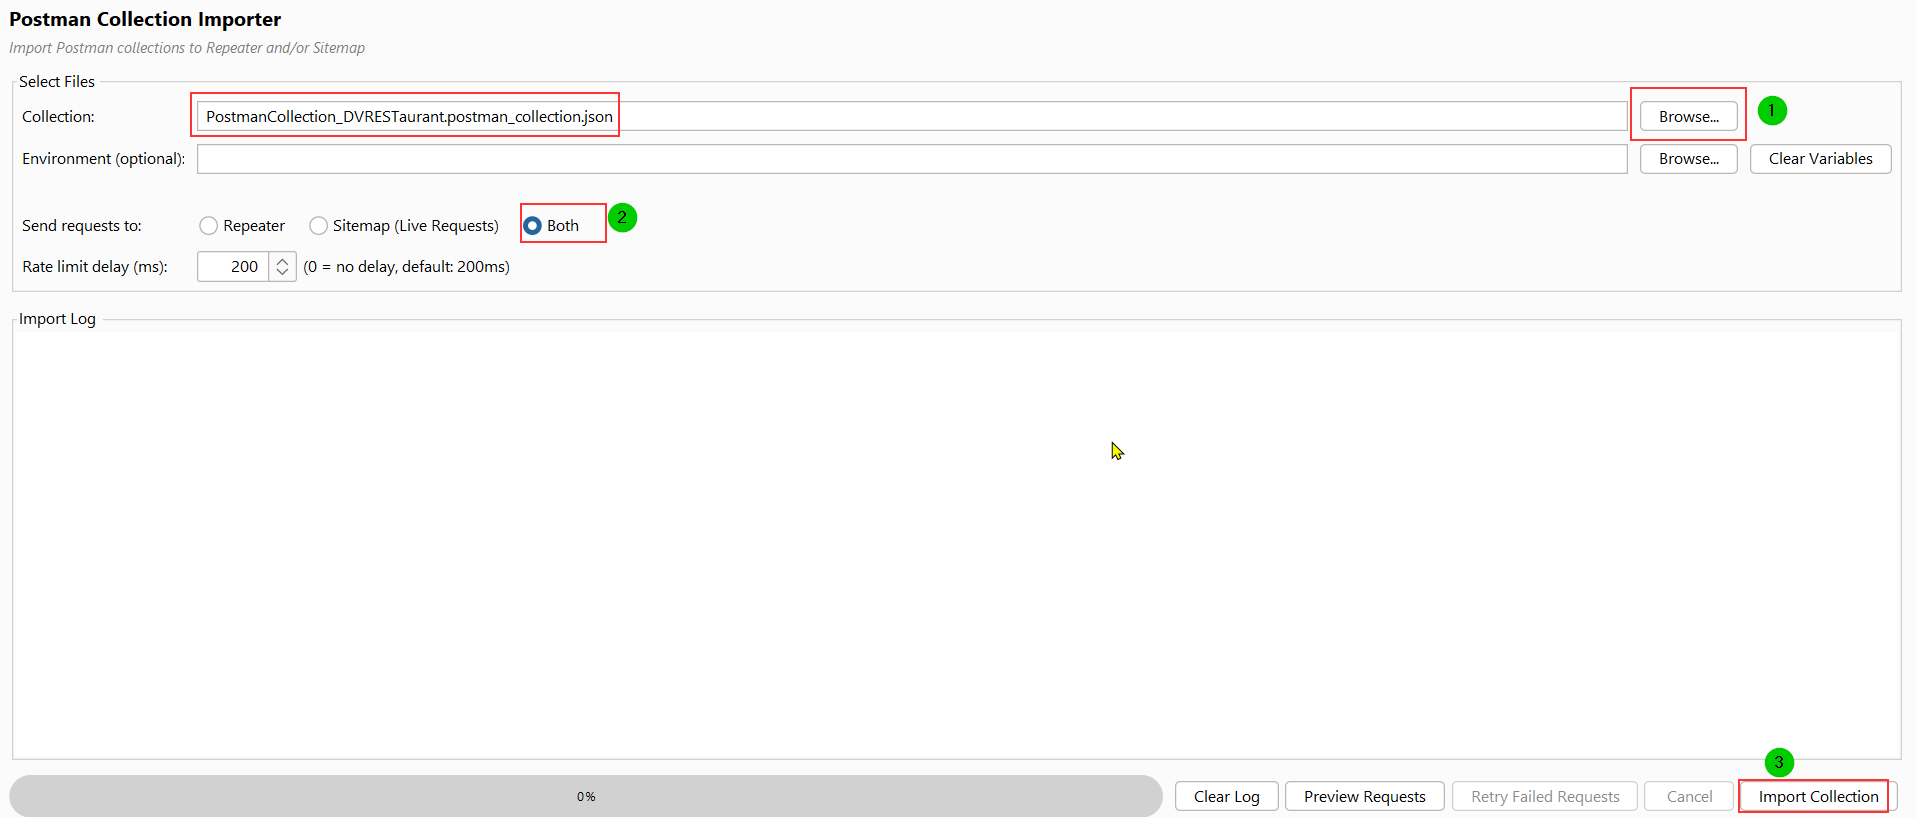 Postman Collection Importer
Import Postman collections to Repeater and/or Sitemap
Select Files
Collection: PostmanCollection_DVRESTaurant.postman_collection.json Browse... 1
Environment (optional): Browse... Clear Variables
Send requests to: Repeater Sitemap (Live Requests) Both 2
Rate limit delay (ms): 200 (0 = no delay, default: 200ms)
Import Log
3
0% Clear Log Preview Requests Retry Failed Requests Cancel Import Collection